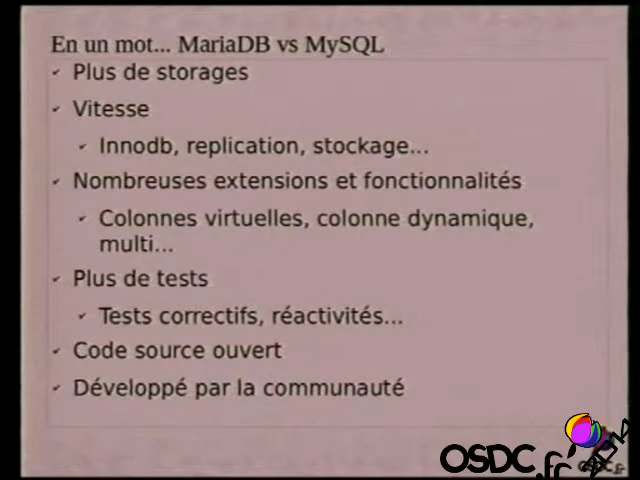 En un mot... MariaDB vs MySQL
Plus de storages
Vitesse
Innodb, replication, stockage...
Nombreuses extensions et fonctionnalités
Colonnes virtuelles, colonne dynamique,
multi...
Plus de tests
Tests correctifs, réactivités...
Code source ouvert
Développé par la communauté
OSDC.fr